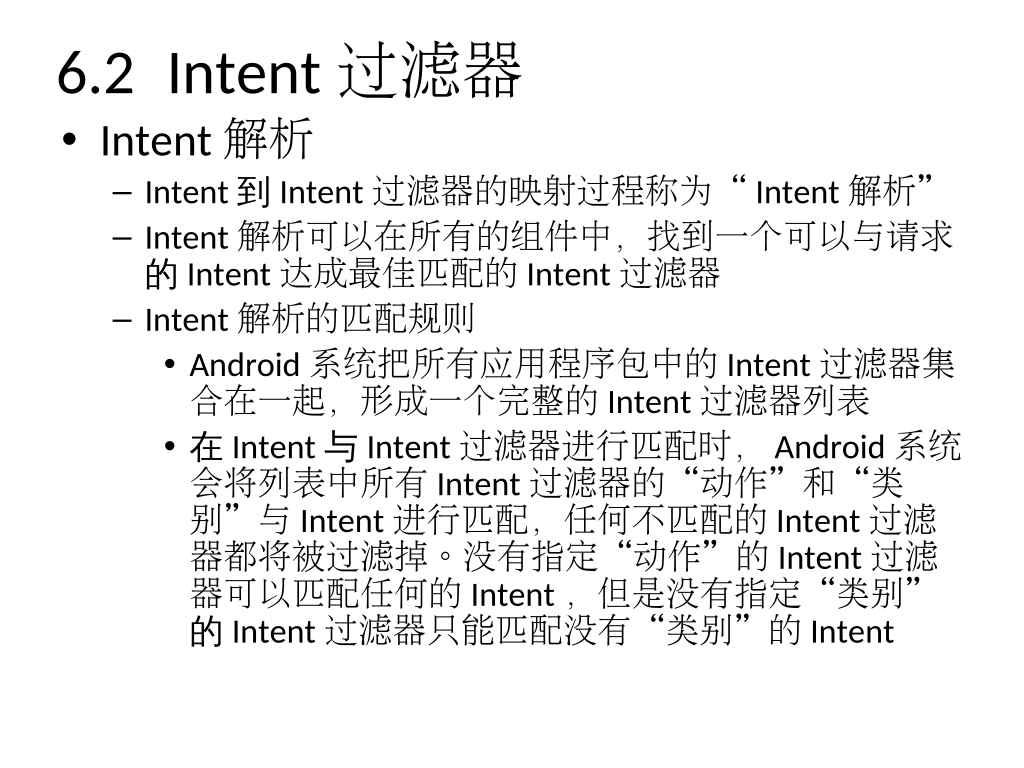 6.2 Intent 过滤器
• Intent 解析
– Intent 到 Intent 过滤器的映射过程称为“ Intent 解析”
– Intent 解析可以在所有的组件中，找到一个可以与请求
的 Intent 达成最佳匹配的 Intent 过滤器
– Intent 解析的匹配规则
• Android 系统把所有应用程序包中的 Intent 过滤器集
合在一起，形成一个完整的 Intent 过滤器列表
• 在 Intent 与 Intent 过滤器进行匹配时， Android 系统
会将列表中所有 Intent 过滤器的“动作”和“类
别”与 Intent 进行匹配，任何不匹配的 Intent 过滤
器都将被过滤掉。没有指定“动作”的 Intent 过滤
器可以匹配任何的 Intent ，但是没有指定“类别”
的 Intent 过滤器只能匹配没有“类别”的 Intent